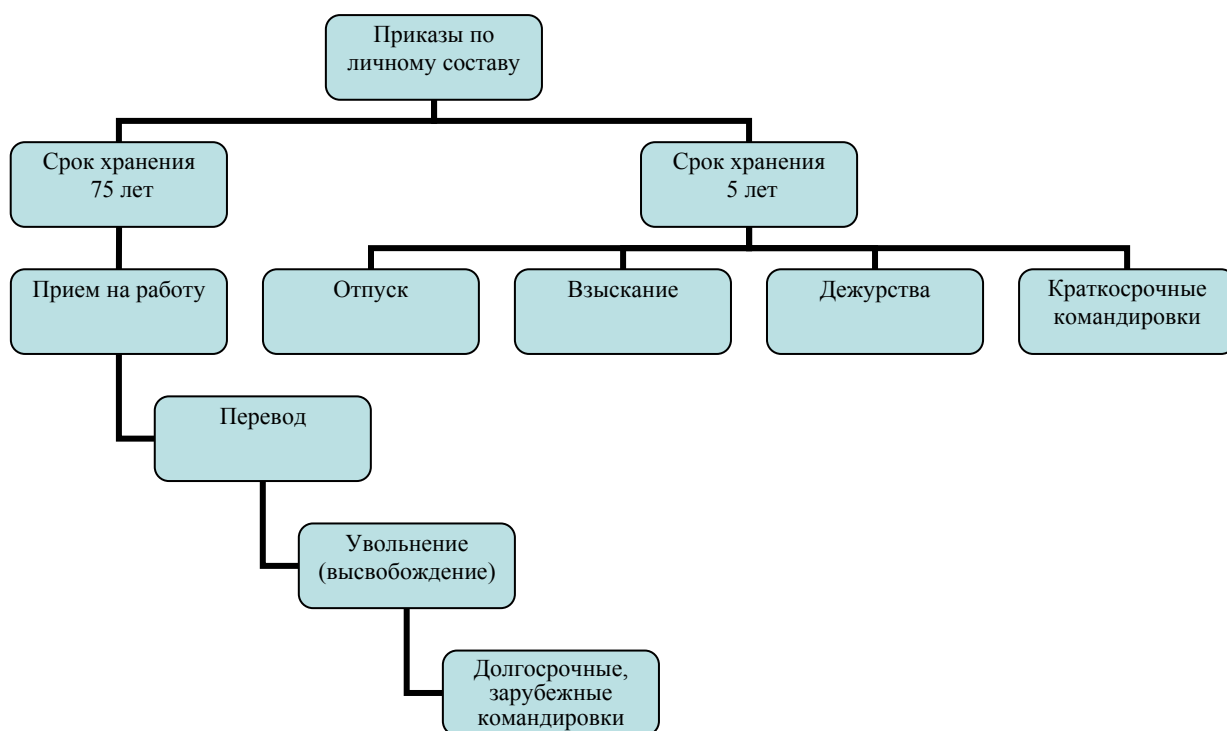 Приказы по
личному составу
Срок хранения
75 лет
Срок хранения
5 лет
Прием на работу
Отпуск
Взыскание
Дежурства
Краткосрочные
командировки
Перевод
Увольнение
(высвобождение)
Долгосрочные,
зарубежные
командировки